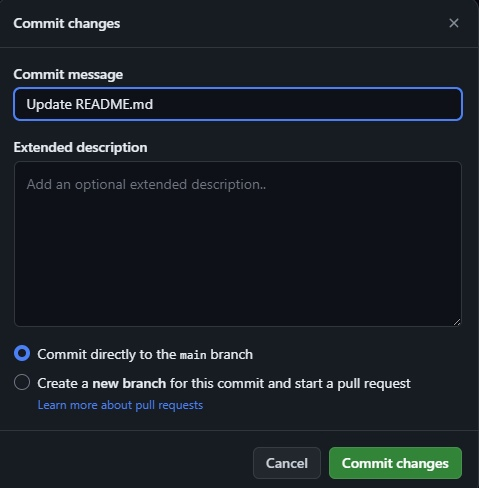 Commit changes
Commit message
Update README.md
Extended description
Add an optional extended description..
Commit directly to the main branch
Create a new branch for this commit and start a pull request
Learn more about pull requests
Cancel
Commit changes